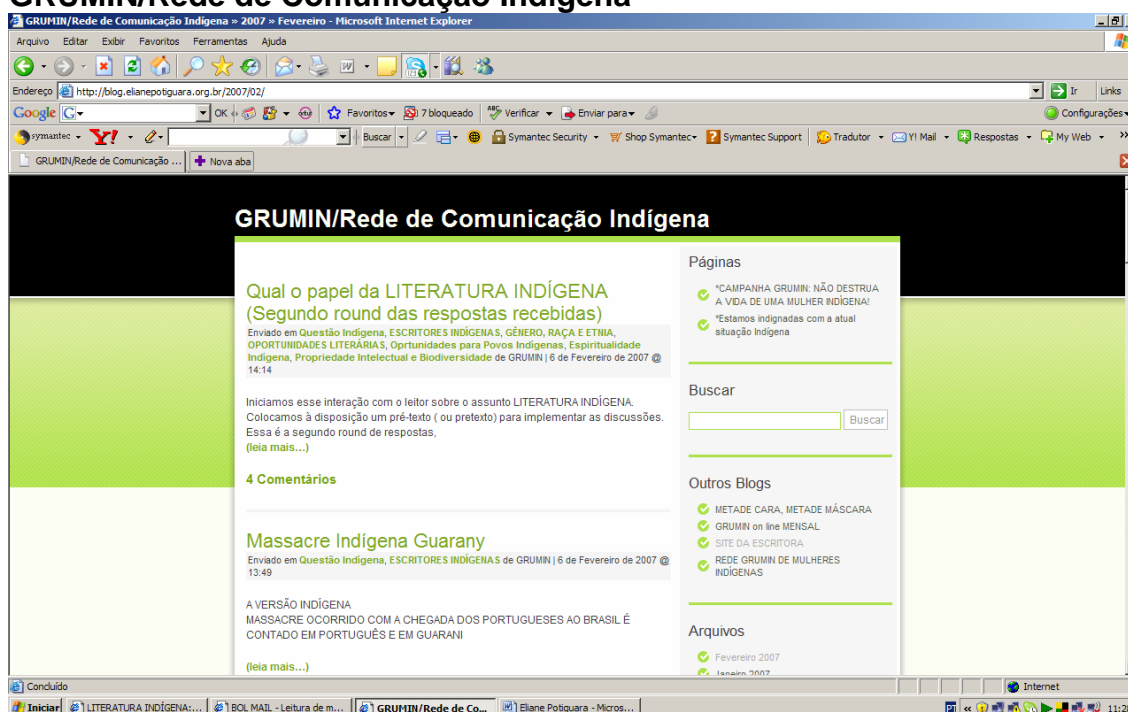 GRUMIN/Rede de Comunicação Indígena
GRUMIN/Rede de Comunicação Indígena » 2007 » Fevereiro - Microsoft Internet Explorer
Arquivo Editar Exibir Favoritos Ferramentas Ajuda
Endereço http://blog.elianepotiguara.org.br/2007/02/ Ir Links
Google G OK Favoritos 7 bloqueado Verificar Enviar para Configurações
symantec Y! Buscar Symantec Security Shop Symantec Symantec Support Tradutor Y! Mail Respostas My Web »
GRUMIN/Rede de Comunicação ... Nova aba
GRUMIN/Rede de Comunicação Indígena
Qual o papel da LITERATURA INDÍGENA
(Segundo round das respostas recebidas)
Enviado em Questão Indígena, ESCRITORES INDÍGENAS, GÊNERO, RAÇA E ETNIA,
OPORTUNIDADES LITERÁRIAS, Oprtunidades para Povos Indígenas, Espiritualidade
Indígena, Propriedade Intelectual e Biodiversidade de GRUMIN | 6 de Fevereiro de 2007 @
14:14
Iniciamos esse interação com o leitor sobre o assunto LITERATURA INDÍGENA.
Colocamos à disposição um pré-texto ( ou pretexto) para implementar as discussões.
Essa é a segundo round de respostas,
(leia mais...)
4 Comentários
Massacre Indígena Guarany
Enviado em Questão Indígena, ESCRITORES INDÍGENAS de GRUMIN | 6 de Fevereiro de 2007 @
13:49
A VERSÃO INDÍGENA
MASSACRE OCORRIDO COM A CHEGADA DOS PORTUGUESES AO BRASIL É
CONTADO EM PORTUGUÊS E EM GUARANI
(leia mais...)
Páginas
*CAMPANHA GRUMIN: NÃO DESTRUA
A VIDA DE UMA MULHER INDÍGENA!
*Estamos indignadas com a atual
situação Indígena
Buscar
Buscar
Outros Blogs
METADE CARA, METADE MÁSCARA
GRUMIN on line MENSAL
SITE DA ESCRITORA
REDE GRUMIN DE MULHERES
INDÍGENAS
Arquivos
Fevereiro 2007
Janeiro 2007
Concluído Internet
Iniciar LITERATURA INDÍGENA:... BOL MAIL - Leitura de m... GRUMIN/Rede de Co... Eliane Potiguara - Micros... PT « 11:28